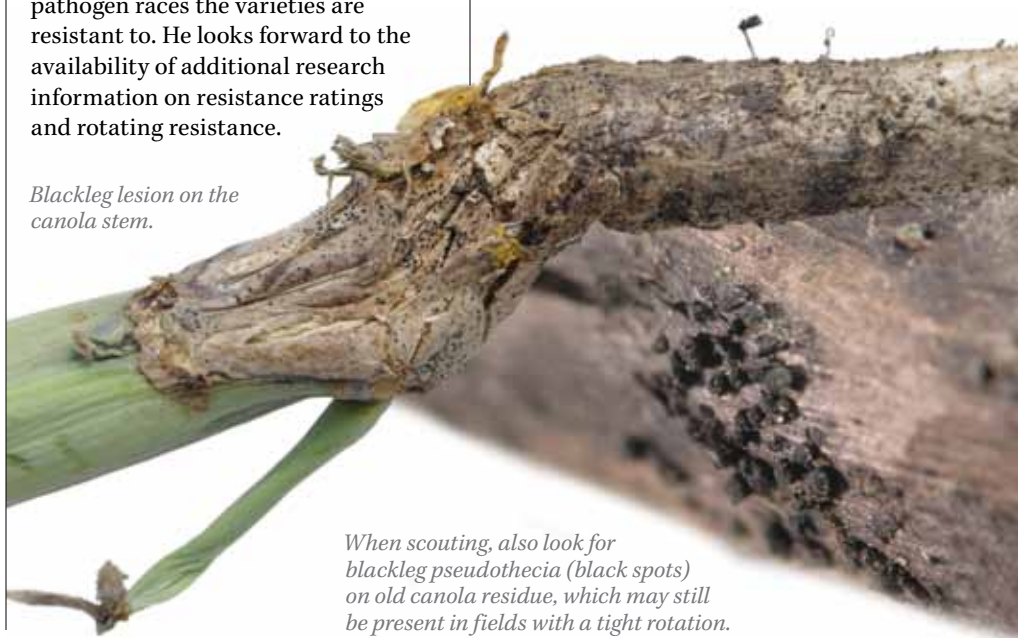 pathogen races the varieties are
resistant to. He looks forward to the
availability of additional research
information on resistance ratings
and rotating resistance.
Blackleg lesion on the
canola stem.
When scouting, also look for
blackleg pseudothecia (black spots)
on old canola residue, which may still
be present in fields with a tight rotation.